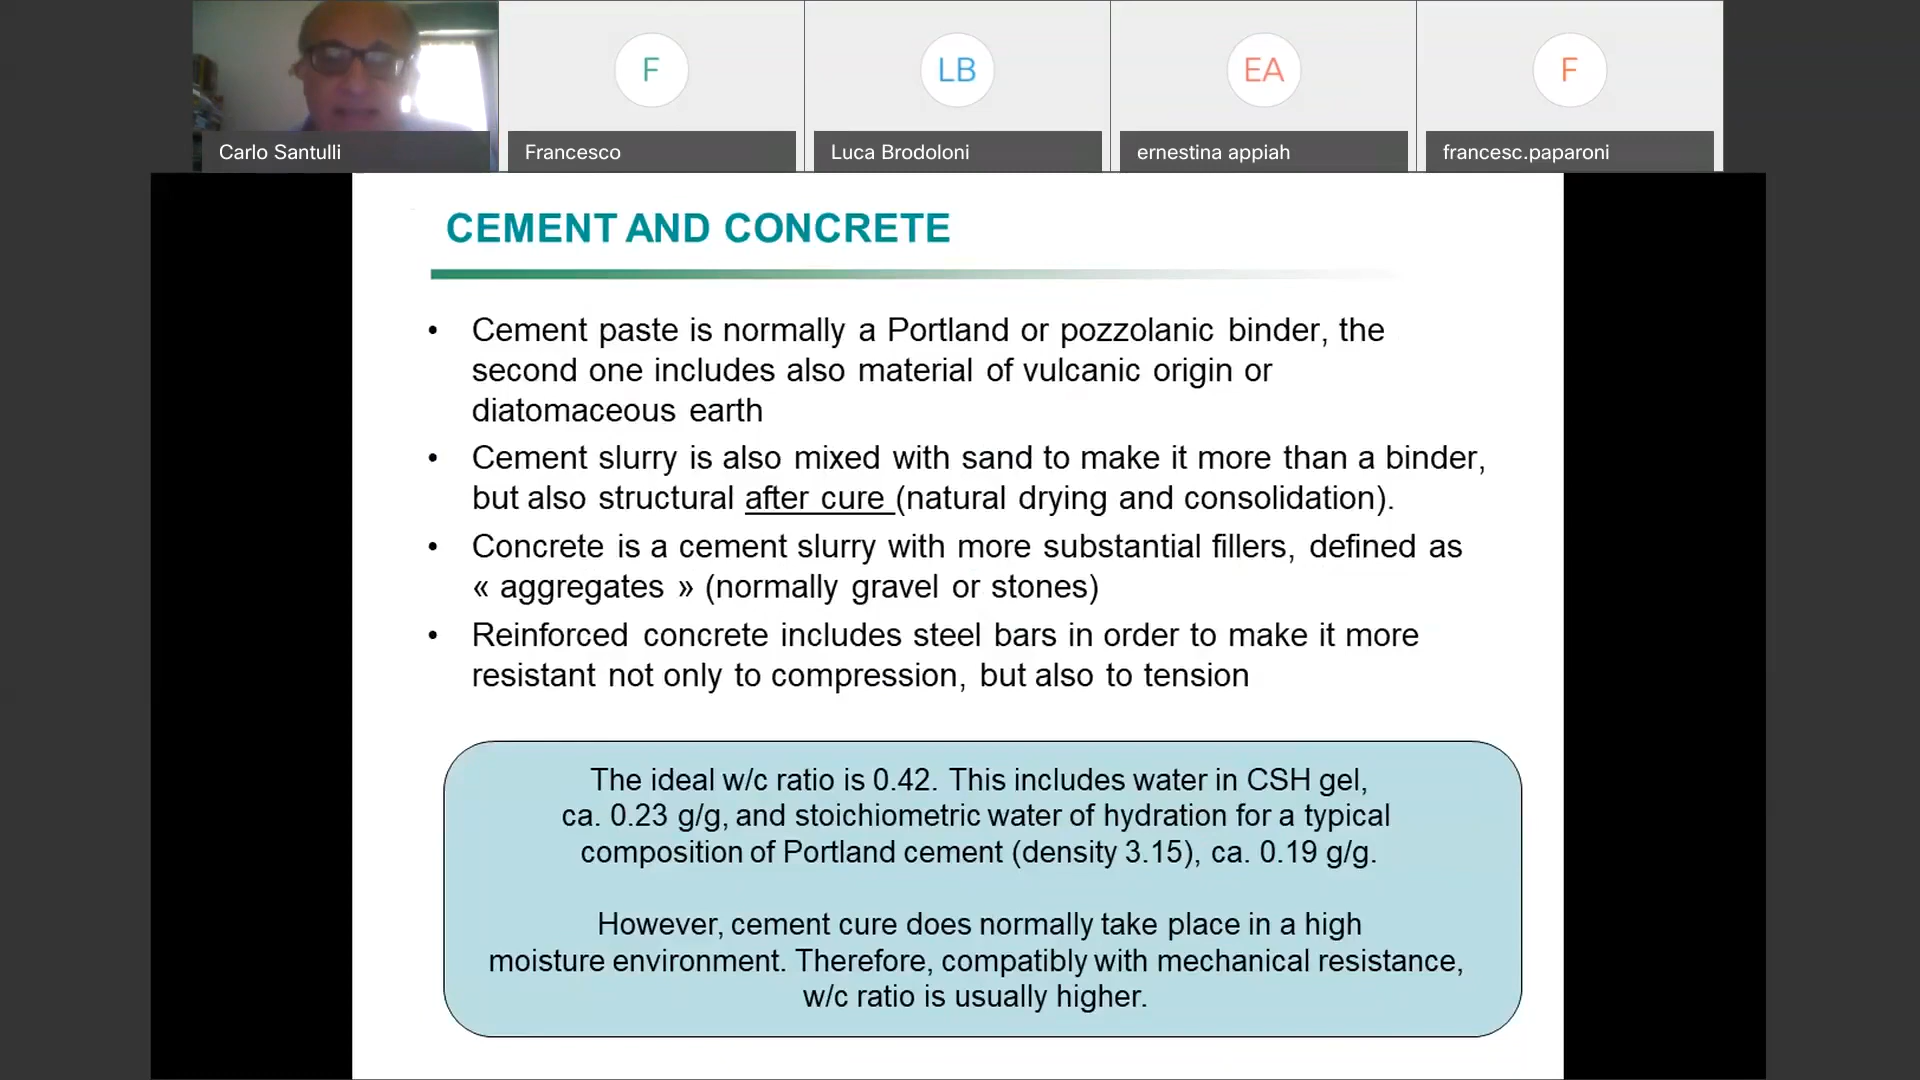 F
LB
EA
F
Carlo Santulli
Francesco
Luca Brodoloni
ernestina appiah
francesc.paparoni
CEMENT AND CONCRETE
• Cement paste is normally a Portland or pozzolanic binder, the
second one includes also material of vulcanic origin or
diatomaceous earth
• Cement slurry is also mixed with sand to make it more than a binder,
but also structural after cure (natural drying and consolidation).
• Concrete is a cement slurry with more substantial fillers, defined as
« aggregates » (normally gravel or stones)
• Reinforced concrete includes steel bars in order to make it more
resistant not only to compression, but also to tension
The ideal w/c ratio is 0.42. This includes water in CSH gel,
ca. 0.23 g/g, and stoichiometric water of hydration for a typical
composition of Portland cement (density 3.15), ca. 0.19 g/g.
However, cement cure does normally take place in a high
moisture environment. Therefore, compatibly with mechanical resistance,
w/c ratio is usually higher.